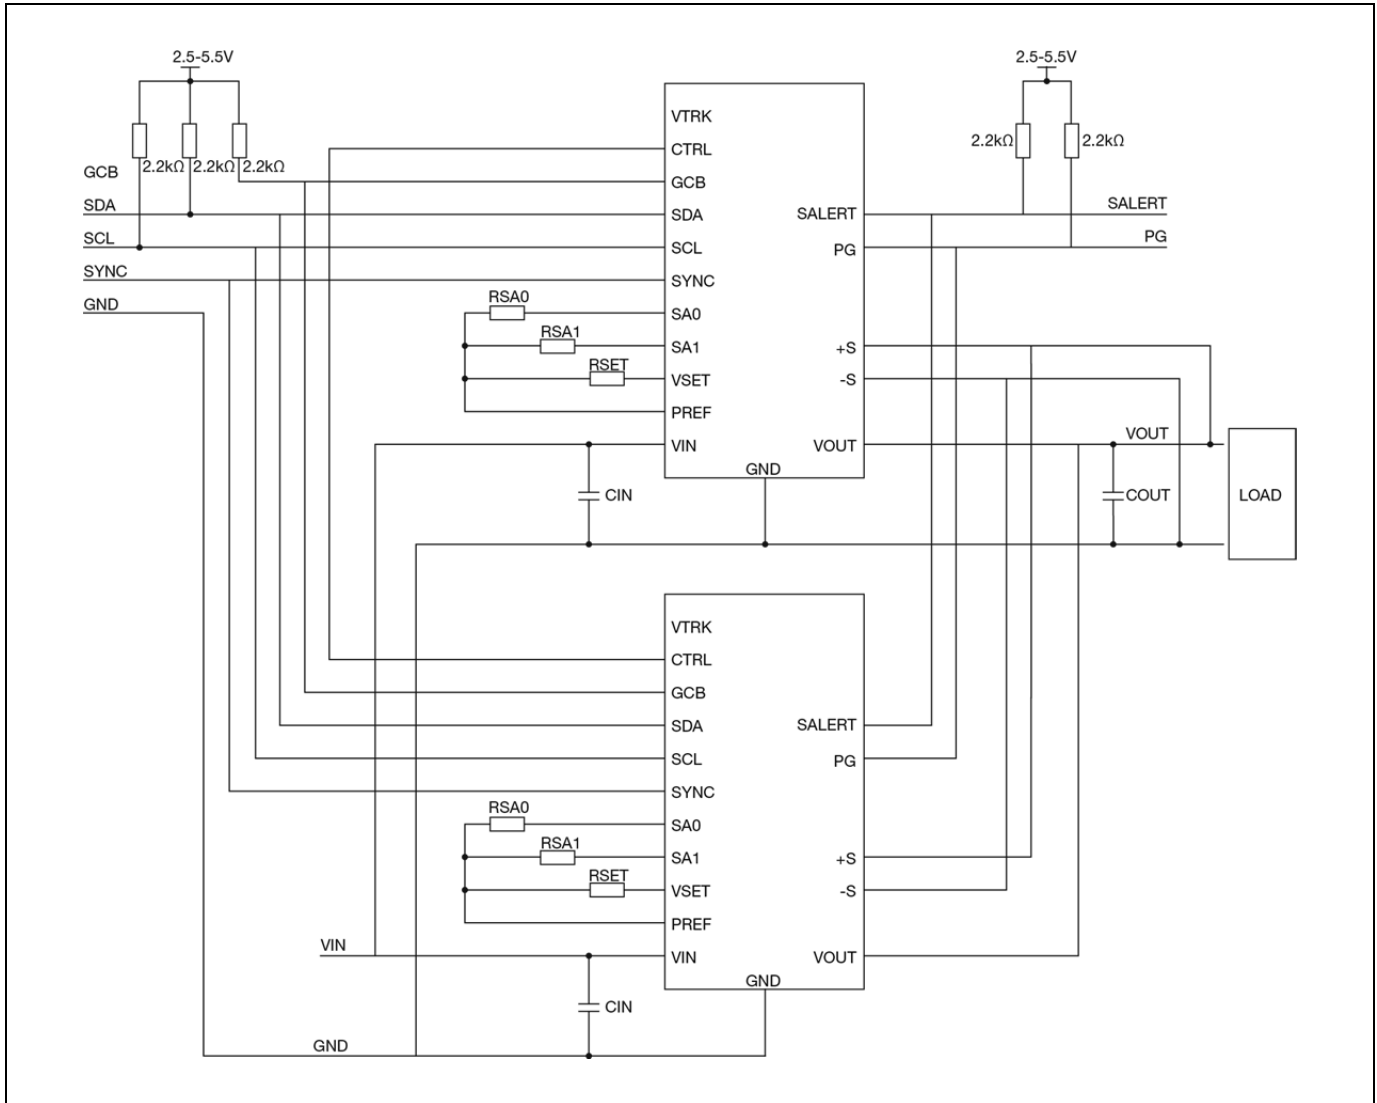 2.5-5.5V
2.5-5.5V
VTRK
CTRL
GCB
SDA
SCL
SYNC
SA0
SA1
VSET
PREF
VIN
GND
SALERT
PG
+S
-S
VOUT
2.2kΩ 2.2kΩ 2.2kΩ
2.2kΩ 2.2kΩ
GCB
SDA
SCL
SYNC
GND
RSA0
RSA1
RSET
CIN
SALERT
PG
VOUT
COUT
LOAD
VTRK
CTRL
GCB
SDA
SCL
SYNC
SA0
SA1
VSET
PREF
VIN
GND
SALERT
PG
+S
-S
VOUT
RSA0
RSA1
RSET
VIN
CIN
GND